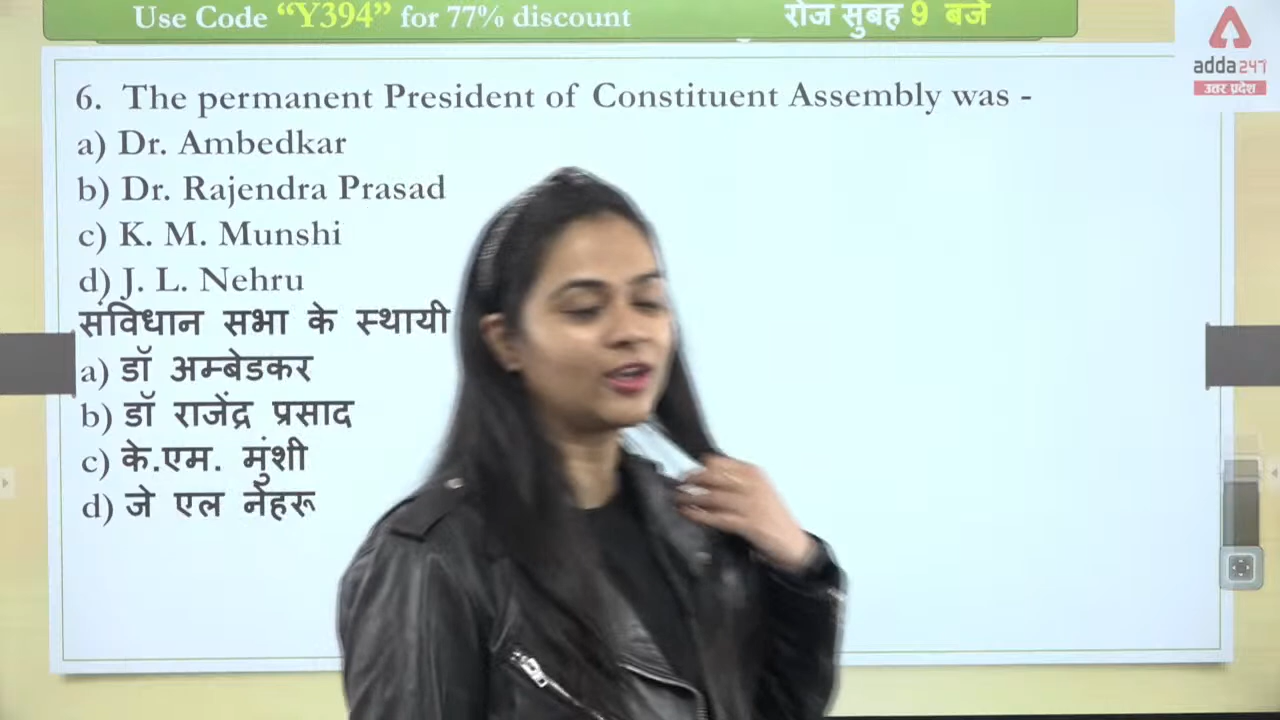 Use Code “Y394” for 77% discount
रोज सुबह 9 बजे
adda247
उत्तर प्रदेश
6. The permanent President of Constituent Assembly was -
a) Dr. Ambedkar
b) Dr. Rajendra Prasad
c) K. M. Munshi
d) J. L. Nehru
संविधान सभा के स्थायी
a) डॉ अम्बेडकर
b) डॉ राजेंद्र प्रसाद
c) के.एम. मुंशी
d) जे एल नेहरू